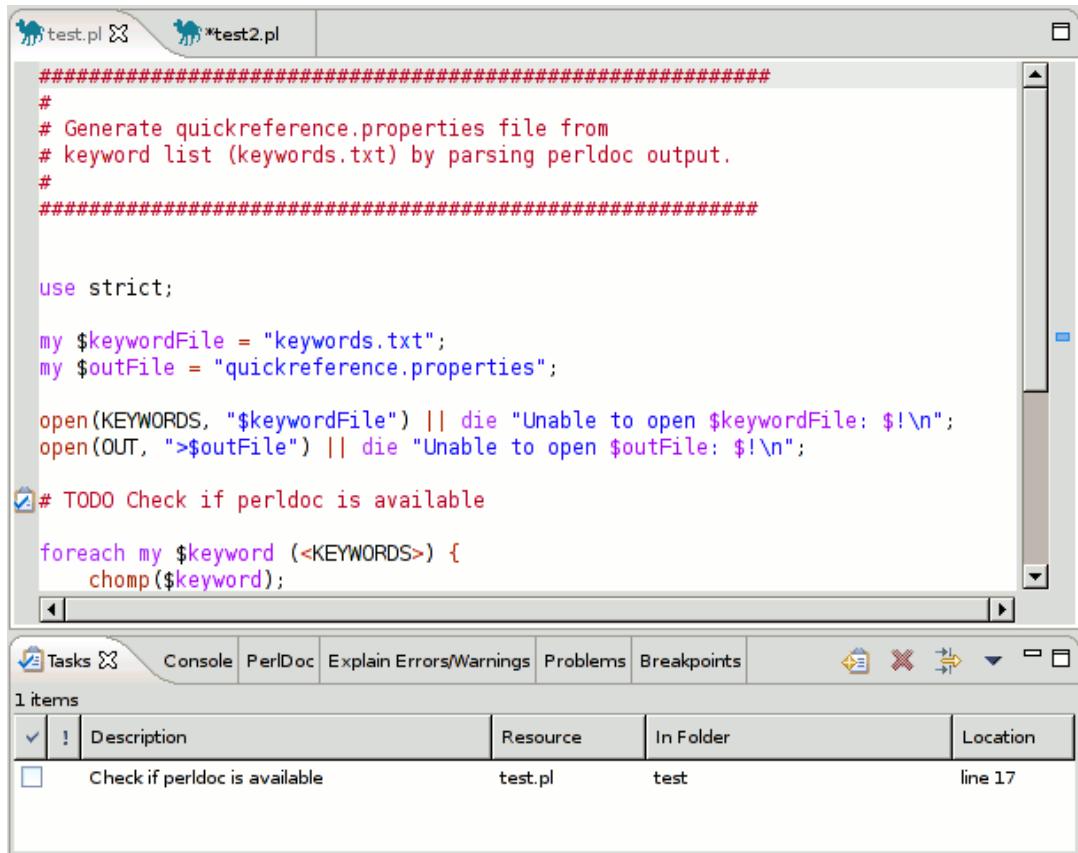 test.pl *test2.pl
###########################################################
#
# Generate quickreference.properties file from
# keyword list (keywords.txt) by parsing perldoc output.
#
##########################################################
use strict;
my $keywordFile = "keywords.txt";
my $outFile = "quickreference.properties";
open(KEYWORDS, "$keywordFile") || die "Unable to open $keywordFile: $!\n";
open(OUT, ">$outFile") || die "Unable to open $outFile: $!\n";
# TODO Check if perldoc is available
foreach my $keyword (<KEYWORDS>) {
    chomp($keyword);
Tasks Console PerlDoc Explain Errors/Warnings Problems Breakpoints
1 items
! Description Resource In Folder Location
Check if perldoc is available test.pl test line 17